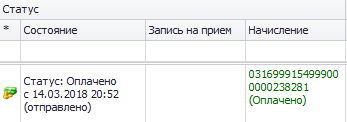 Статус
* Состояние Запись на прием Начисление
Статус: Оплачено
с 14.03.2018 20:52
(отправлено)
031699915499900
0000238281
(Оплачено)